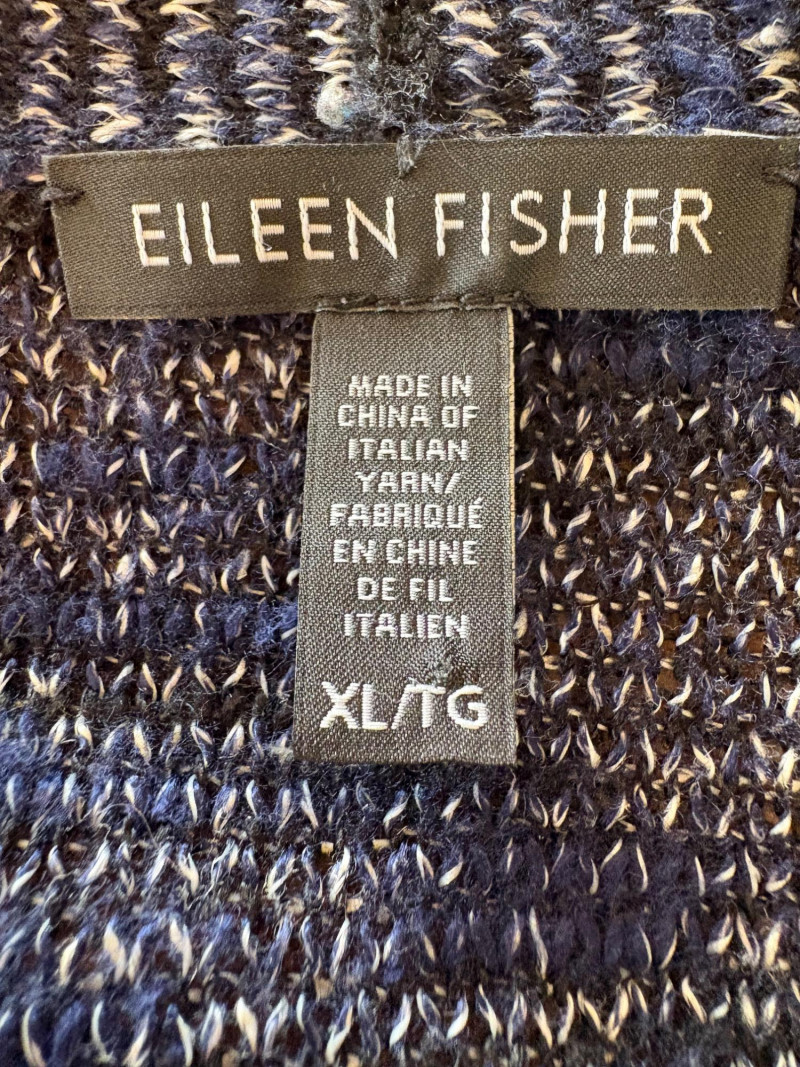 EILEEN FISHER
MADE IN
CHINA OF
ITALIAN
YARN/
FABRIQUÉ
EN CHINE
DE FIL
ITALIEN
XL/TG